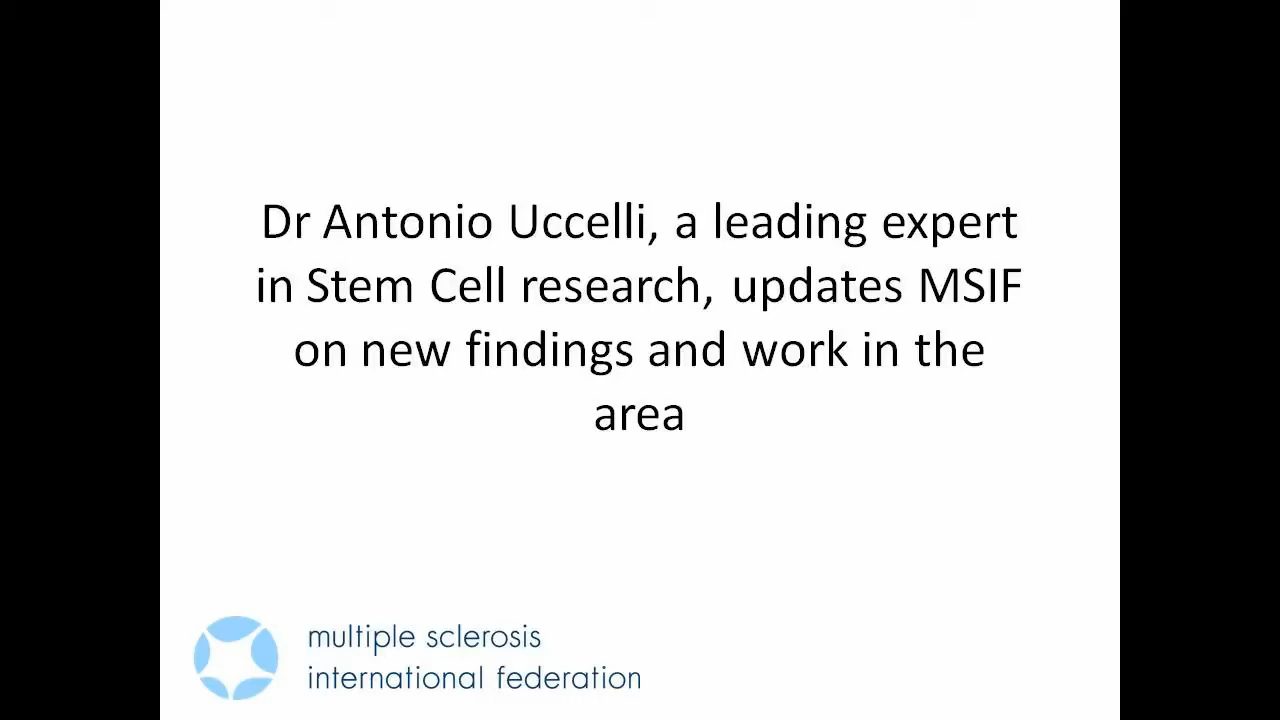 Dr Antonio Uccelli, a leading expert
in Stem Cell research, updates MSIF
on new findings and work in the
area
multiple sclerosis
international federation